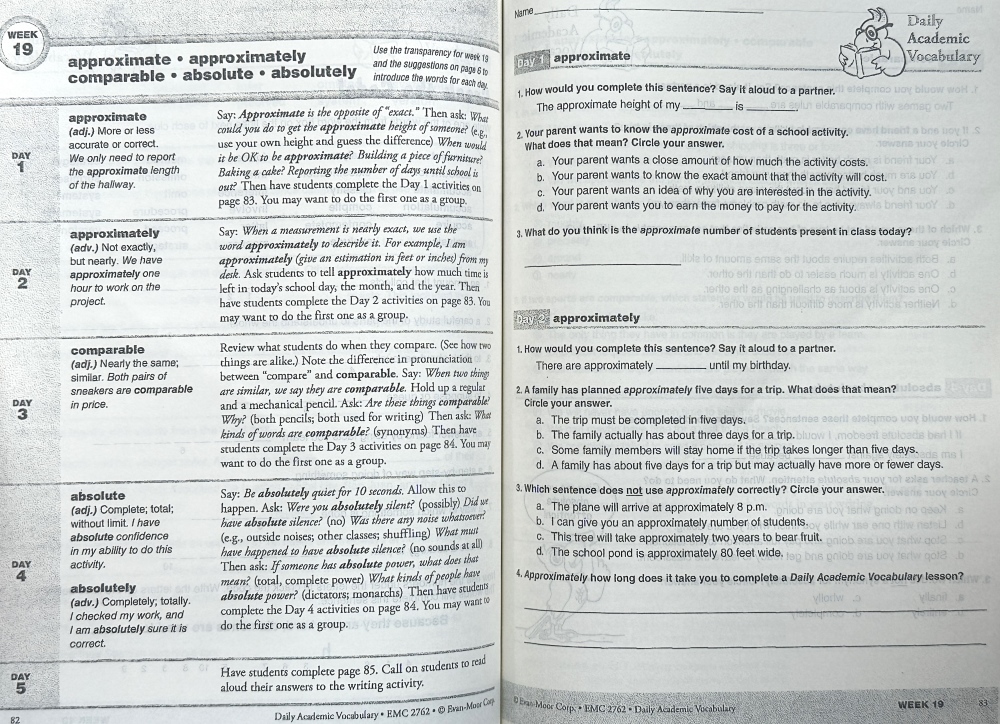 WEEK
19
approximate • approximately
comparable • absolute • absolutely
Use the transparency for week 19
and the suggestions on page 6 to
introduce the words for each day.
DAY
1
approximate
(adj.) More or less
accurate or correct.
We only need to report
the approximate length
of the hallway.
Say: Approximate is the opposite of "exact." Then ask: What
could you do to get the approximate height of someone? (e.g.,
use your own height and guess the difference) When would
it be OK to be approximate? Building a piece of furniture?
Baking a cake? Reporting the number of days until school is
out? Then have students complete the Day 1 activities on
page 83. You may want to do the first one as a group.
DAY
2
approximately
(adv.) Not exactly,
but nearly. We have
approximately one
hour to work on the
project.
Say: When a measurement is nearly exact, we use the
word approximately to describe it. For example, I am
approximately (give an estimation in feet or inches) from my
desk. Ask students to tell approximately how much time is
left in today's school day, the month, and the year. Then
have students complete the Day 2 activities on page 83. You
may want to do the first one as a group.
DAY
3
comparable
(adj.) Nearly the same;
similar. Both pairs of
sneakers are comparable
in price.
Review what students do when they compare. (See how two
things are alike.) Note the difference in pronunciation
between "compare" and comparable. Say: When two things
are similar, we say they are comparable. Hold up a regular
and a mechanical pencil. Ask: Are these things comparable?
Why? (both pencils; both used for writing) Then ask: What
kinds of words are comparable? (synonyms) Then have
students complete the Day 3 activities on page 84. You may
want to do the first one as a group.
DAY
4
absolute
(adj.) Complete; total;
without limit. I have
absolute confidence
in my ability to do this
activity.
absolutely
(adv.) Completely; totally.
I checked my work, and
I am absolutely sure it is
correct.
Say: Be absolutely quiet for 10 seconds. Allow this to
happen. Ask: Were you absolutely silent? (possibly) Did we
have absolute silence? (no) Was there any noise whatsoever?
(e.g., outside noises; other classes; shuffling) What must
have happened to have absolute silence? (no sounds at all)
Then ask: If someone has absolute power, what does that
mean? (total, complete power) What kinds of people have
absolute power? (dictators; monarchs) Then have students
complete the Day 4 activities on page 84. You may want to
do the first one as a group.
DAY
5
Have students complete page 85. Call on students to read
aloud their answers to the writing activity.
82
Daily Academic Vocabulary • EMC 2762 • © Evan-Moor Corp.
Name
Daily
Academic
Vocabulary
Day 1 approximate
1. How would you complete this sentence? Say it aloud to a partner.
The approximate height of my ______ is ______.
2. Your parent wants to know the approximate cost of a school activity.
What does that mean? Circle your answer.
a. Your parent wants a close amount of how much the activity costs.
b. Your parent wants to know the exact amount that the activity will cost.
c. Your parent wants an idea of why you are interested in the activity.
d. Your parent wants you to earn the money to pay for the activity.
3. What do you think is the approximate number of students present in class today?
Day 2 approximately
1. How would you complete this sentence? Say it aloud to a partner.
There are approximately ______ until my birthday.
2. A family has planned approximately five days for a trip. What does that mean?
Circle your answer.
a. The trip must be completed in five days.
b. The family actually has about three days for a trip.
c. Some family members will stay home if the trip takes longer than five days.
d. A family has about five days for a trip but may actually have more or fewer days.
3. Which sentence does not use approximately correctly? Circle your answer.
a. The plane will arrive at approximately 8 p.m.
b. I can give you an approximately number of students.
c. This tree will take approximately two years to bear fruit.
d. The school pond is approximately 80 feet wide.
4. Approximately how long does it take you to complete a Daily Academic Vocabulary lesson?
© Evan-Moor Corp. • EMC 2762 • Daily Academic Vocabulary
WEEK 19
83